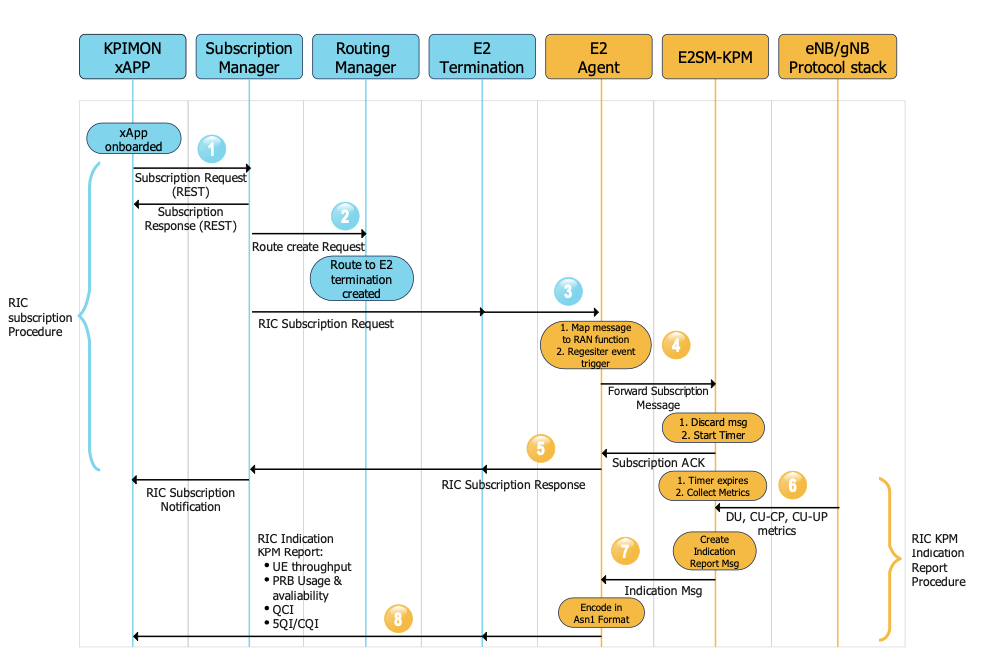 KPIMON
xAPP
Subscription
Manager
Routing
Manager
E2
Termination
E2
Agent
E2SM-KPM
eNB/gNB
Protocol stack
xApp
onboarded
1
Subscription Request
(REST)
Subscription
Response (REST)
2
Route create Request
Route to E2
termination
created
3
RIC
subscription
Procedure
RIC Subscription Request
1. Map message
to RAN function
2. Regesiter event
trigger
4
Forward Subscription
Message
1. Discard msg
2. Start Timer
5
Subscription ACK
RIC Subscription Response
1. Timer expires
2. Collect Metrics
6
RIC Subscription
Notification
DU, CU-CP, CU-UP
metrics
RIC Indication
KPM Report:
• UE throughput
• PRB Usage &
avaliability
• QCI
• 5QI/CQI
7
Create
Indication
Report Msg
RIC KPM
Indication
Report
Procedure
Indication Msg
Encode in
Asn1 Format
8